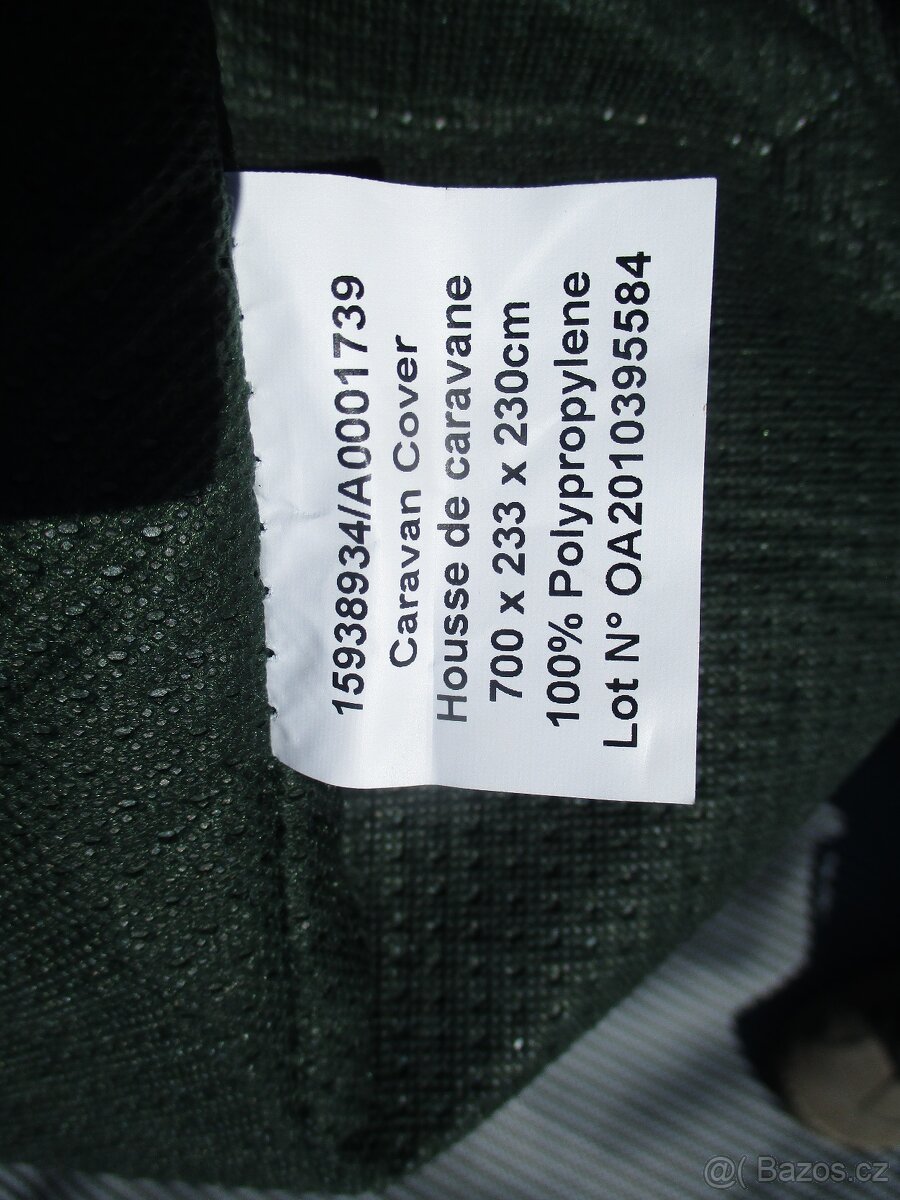 15938934/A0001739
Caravan Cover
Housse de caravane
700 x 233 x 230cm
100% Polypropylene
Lot N° OA2010395584
@( Bazos.cz